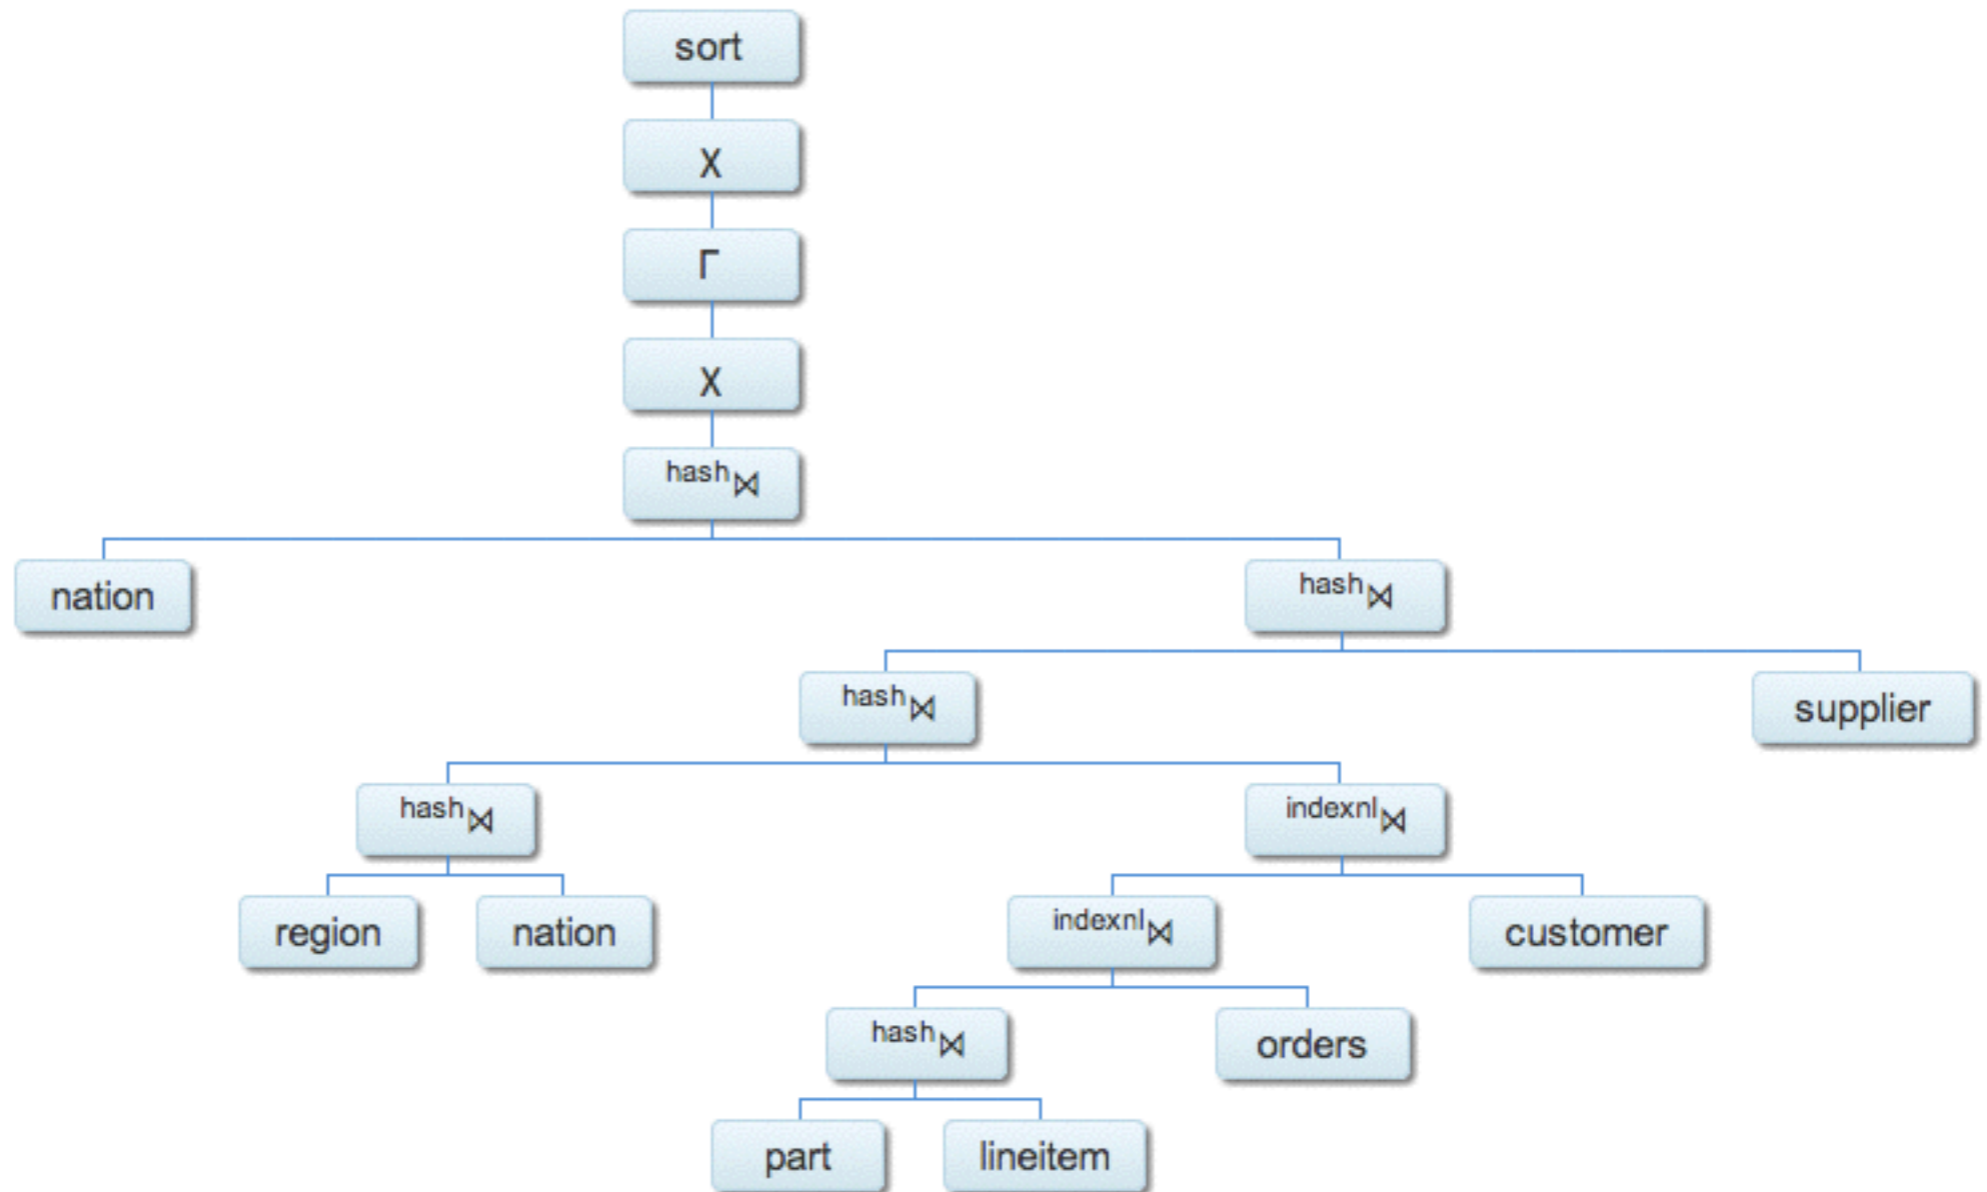 sort
χ
Γ
χ
hash⋈
nation
hash⋈
hash⋈
supplier
hash⋈
indexnl⋈
region
nation
indexnl⋈
customer
hash⋈
orders
part
lineitem